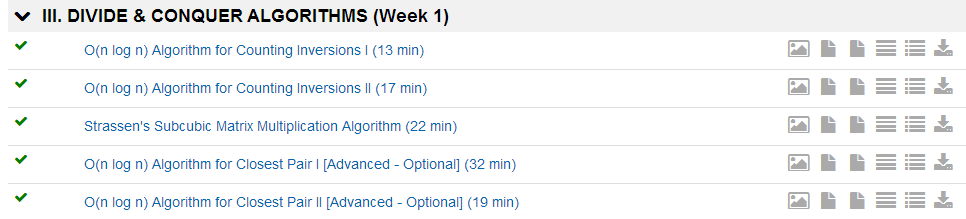 III. DIVIDE & CONQUER ALGORITHMS (Week 1)
O(n log n) Algorithm for Counting Inversions I (13 min)
O(n log n) Algorithm for Counting Inversions II (17 min)
Strassen's Subcubic Matrix Multiplication Algorithm (22 min)
O(n log n) Algorithm for Closest Pair I [Advanced - Optional] (32 min)
O(n log n) Algorithm for Closest Pair II [Advanced - Optional] (19 min)